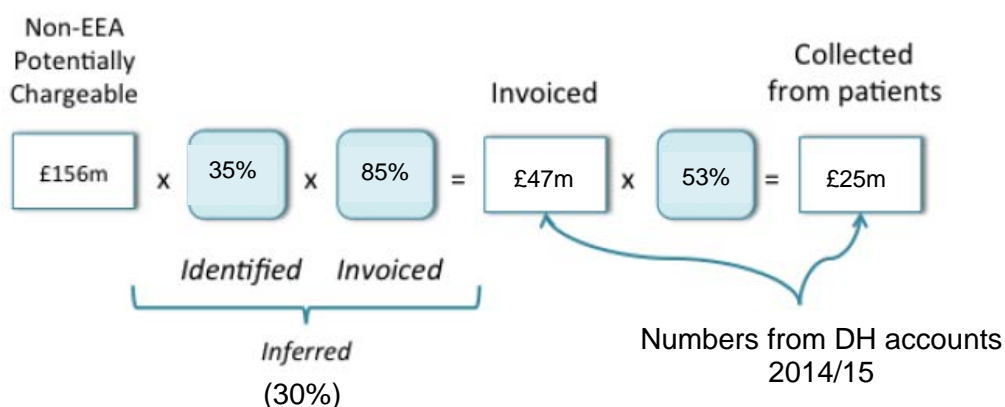 Non-EEA
Potentially
Chargeable
Invoiced
Collected
from patients
£156m x 35% x 85% = £47m x 53% = £25m
Identified Invoiced
Inferred
(30%)
Numbers from DH accounts
2014/15